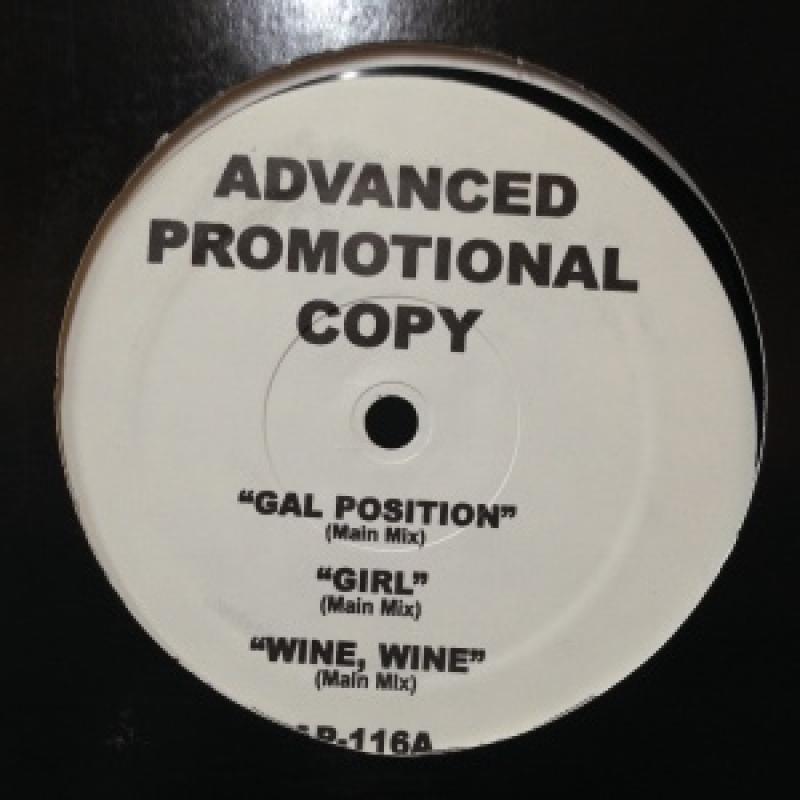 ADVANCED
PROMOTIONAL
COPY
“GAL POSITION”
(Main Mix)
“GIRL”
(Main Mix)
“WINE, WINE”
(Main Mix)